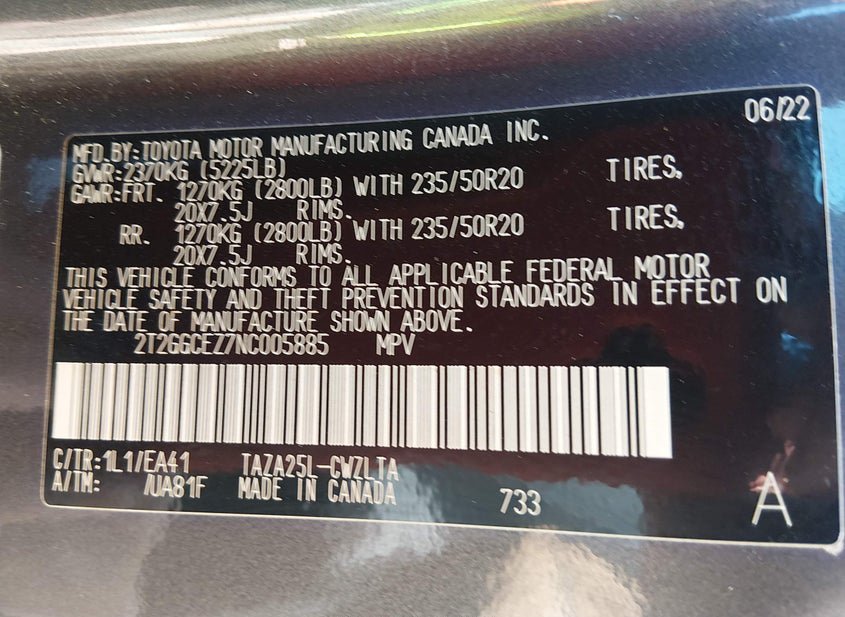 06/22
MFD.BY:TOYOTA MOTOR MANUFACTURING CANADA INC.
GVWR:2370KG (5225LB)
GAWR:FRT. 1270KG (2800LB) WITH 235/50R20 TIRES,
20X7.5J RIMS.
RR. 1270KG (2800LB) WITH 235/50R20 TIRES,
20X7.5J RIMS.
THIS VEHICLE CONFORMS TO ALL APPLICABLE FEDERAL MOTOR
VEHICLE SAFETY AND THEFT PREVENTION STANDARDS IN EFFECT ON
THE DATE OF MANUFACTURE SHOWN ABOVE.
2T2GGCEZ7NC005885 MPV
C/TR:1L1/EA41 TAZA25L-CWZLTA
A/TM: /UA81F MADE IN CANADA 733 A